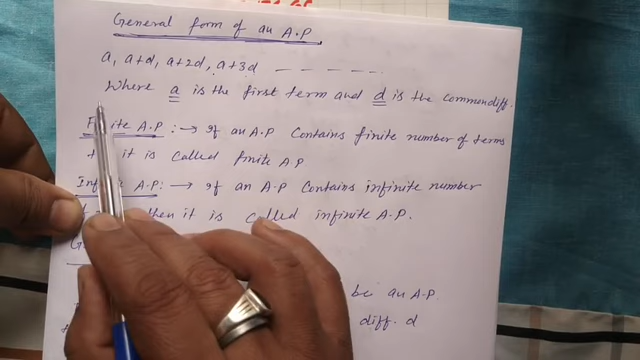 General form of an A.P
a, a+d, a+2d, a+3d - - - - - - - -
Where a is the first term and d is the common diff.
A.P :→ If an A.P Contains finite number of terms
it is called finite A P
A.P: → If an A.P Contains infinite number
then it is called infinite A.P.
be an A.P.
diff. d